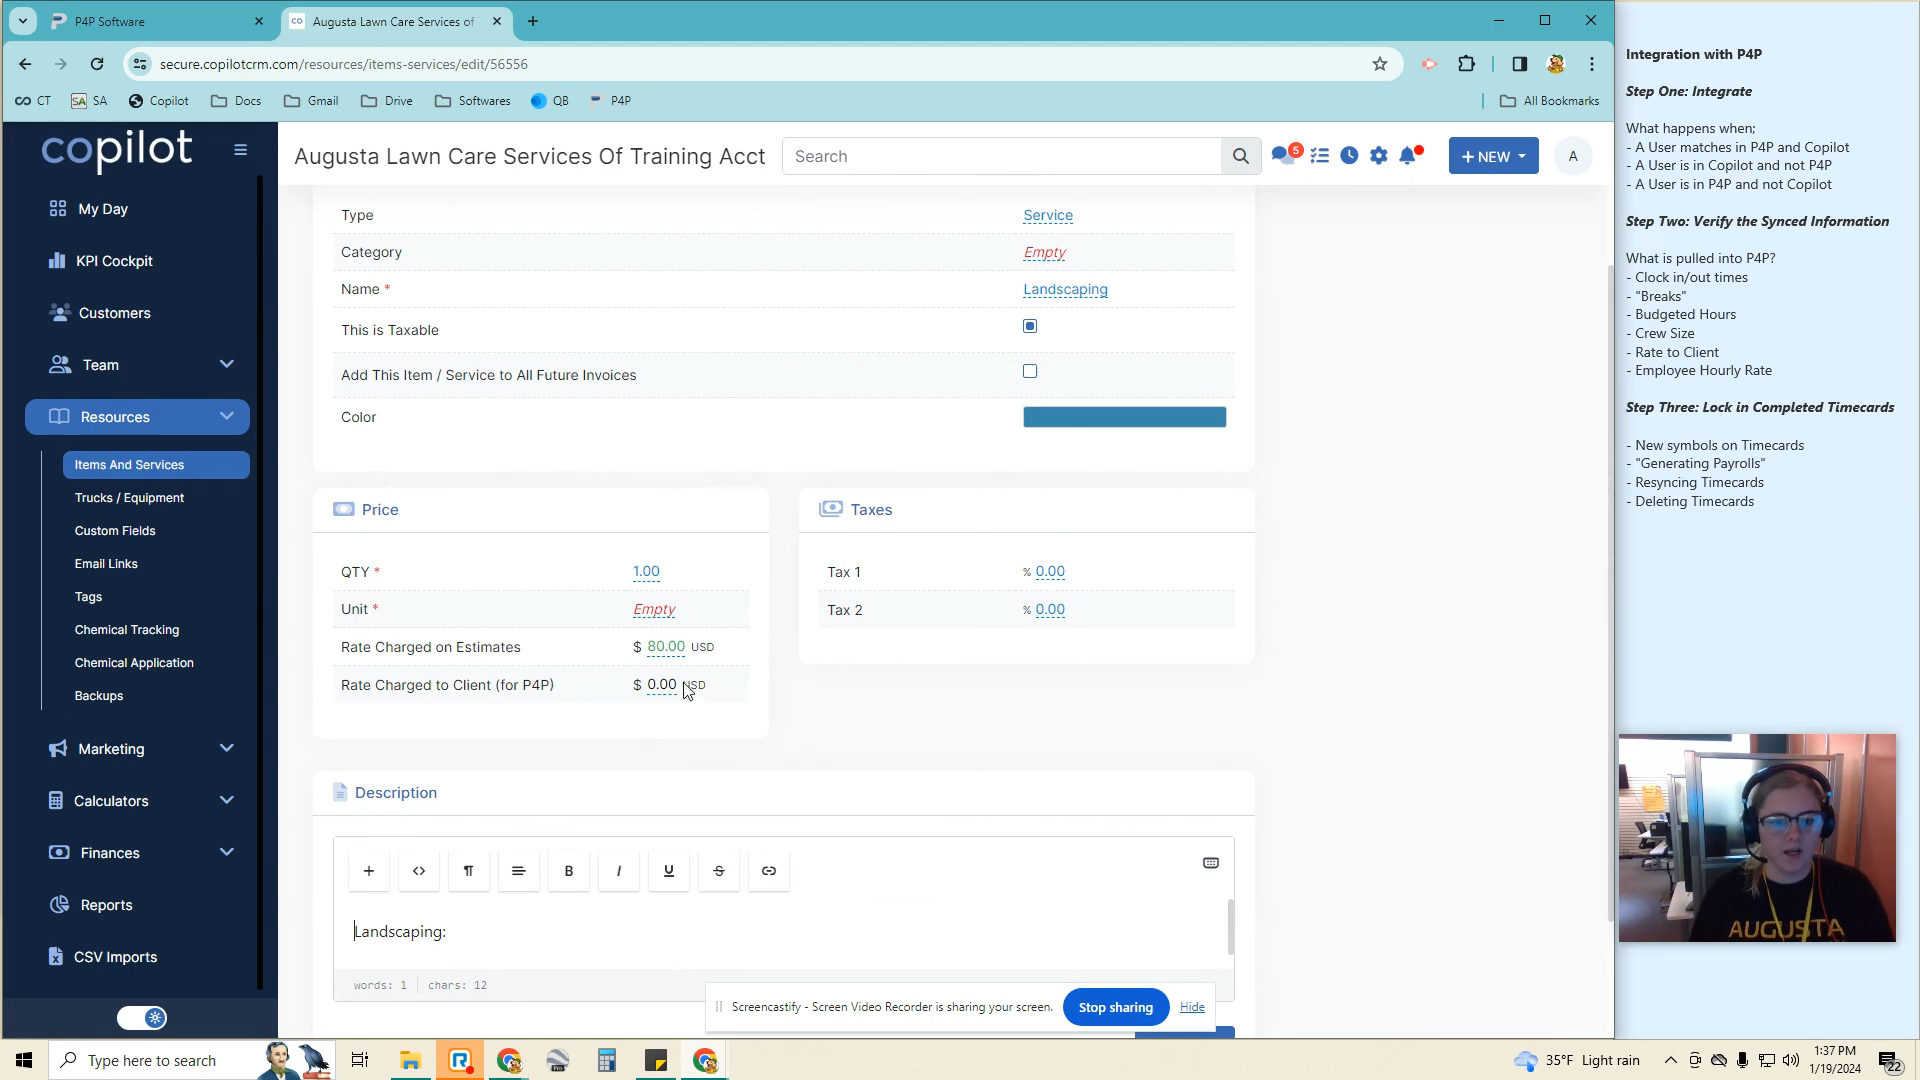 P4P Software
Augusta Lawn Care Services of
secure.copilotcrm.com/resources/items-services/edit/56556
CT
SA
Copilot
Docs
Gmail
Drive
Softwares
QB
P4P
All Bookmarks
copilot
Augusta Lawn Care Services Of Training Acct
Search
5
+ NEW
A
My Day
KPI Cockpit
Customers
Team
Resources
Items And Services
Trucks / Equipment
Custom Fields
Email Links
Tags
Chemical Tracking
Chemical Application
Backups
Marketing
Calculators
Finances
Reports
CSV Imports
Type Service
Category Empty
Name * Landscaping
This is Taxable
Add This Item / Service to All Future Invoices
Color
Price
QTY * 1.00
Unit * Empty
Rate Charged on Estimates $ 80.00 USD
Rate Charged to Client (for P4P) $ 0.00 USD
Taxes
Tax 1 % 0.00
Tax 2 % 0.00
Description
Landscaping:
words: 1 chars: 12
Screencastify - Screen Video Recorder is sharing your screen. Stop sharing Hide
Integration with P4P
Step One: Integrate
What happens when;
- A User matches in P4P and Copilot
- A User is in Copilot and not P4P
- A User is in P4P and not Copilot
Step Two: Verify the Synced Information
What is pulled into P4P?
- Clock in/out times
- "Breaks"
- Budgeted Hours
- Crew Size
- Rate to Client
- Employee Hourly Rate
Step Three: Lock in Completed Timecards
- New symbols on Timecards
- "Generating Payrolls"
- Resyncing Timecards
- Deleting Timecards
AUGUSTA
Type here to search
35°F Light rain
1:37 PM
1/19/2024
22